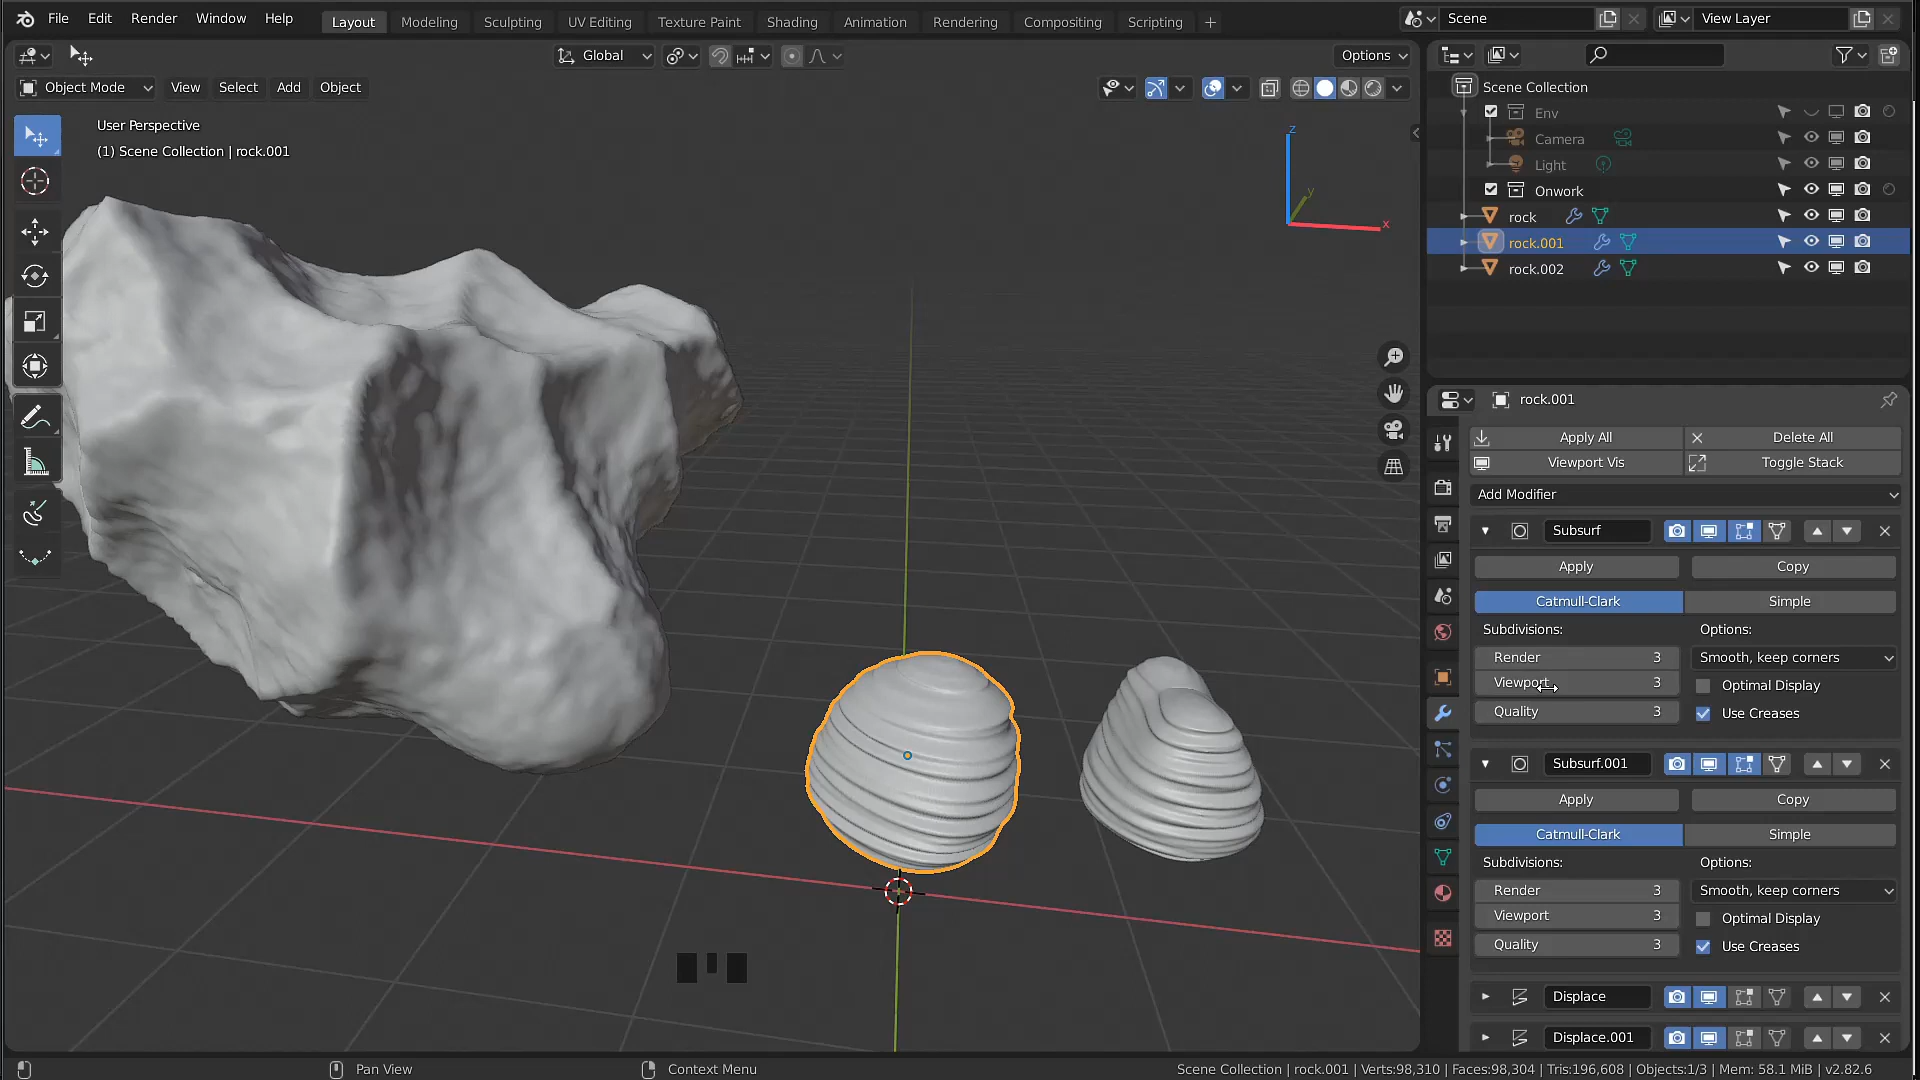 File Edit Render Window Help
Layout Modeling Sculpting UV Editing Texture Paint Shading Animation Rendering Compositing Scripting +
Scene
View Layer
Global
Options
Object Mode View Select Add Object
User Perspective
(1) Scene Collection | rock.001
z
y
x
Scene Collection
Env
Camera
Light
Onwork
rock
rock.001
rock.002
rock.001
Apply All Delete All
Viewport Vis Toggle Stack
Add Modifier
Subsurf
Apply Copy
Catmull-Clark Simple
Subdivisions: Options:
Render 3 Smooth, keep corners
Viewport 3 Optimal Display
Quality 3 Use Creases
Subsurf.001
Apply Copy
Catmull-Clark Simple
Subdivisions: Options:
Render 3 Smooth, keep corners
Viewport 3 Optimal Display
Quality 3 Use Creases
Displace
Displace.001
Pan View Context Menu Scene Collection | rock.001 | Verts:98,310 | Faces:98,304 | Tris:196,608 | Objects:1/3 | Mem: 58.1 MiB | v2.82.6